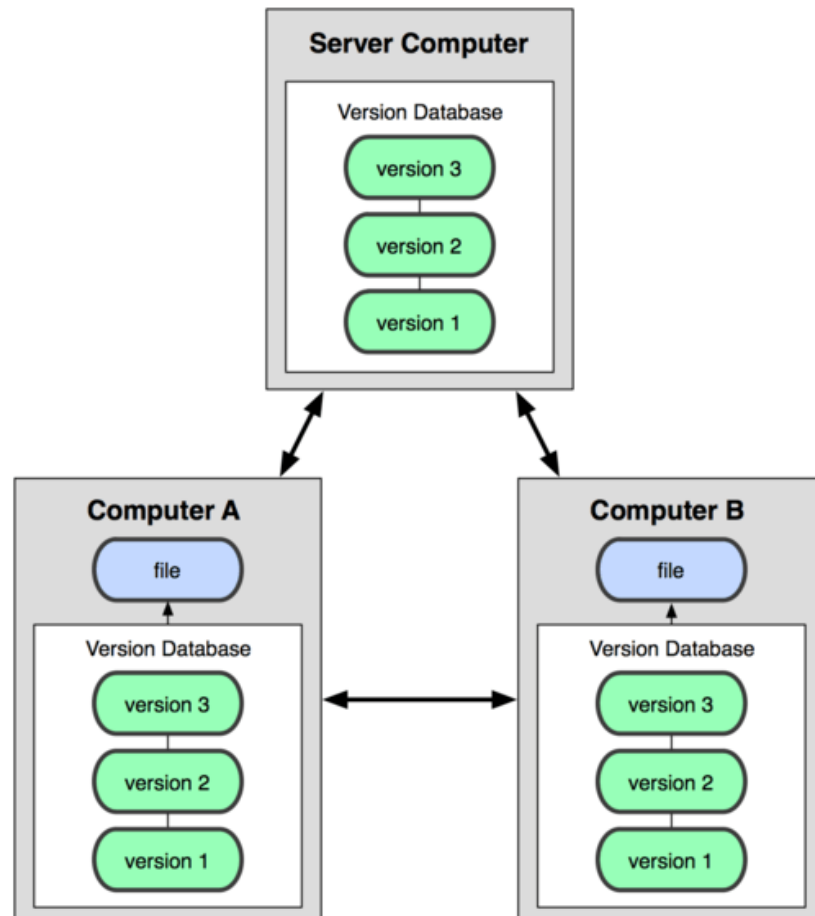 Server Computer
Version Database
version 3
version 2
version 1
Computer A
file
Version Database
version 3
version 2
version 1
Computer B
file
Version Database
version 3
version 2
version 1